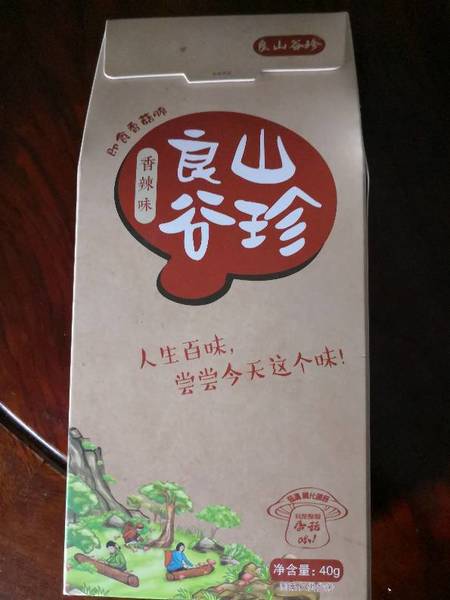 良山谷珍
即食香菇脆
香辣味
良山
谷珍
人生百味，
尝尝今天这个味！
香菇
净含量：40g